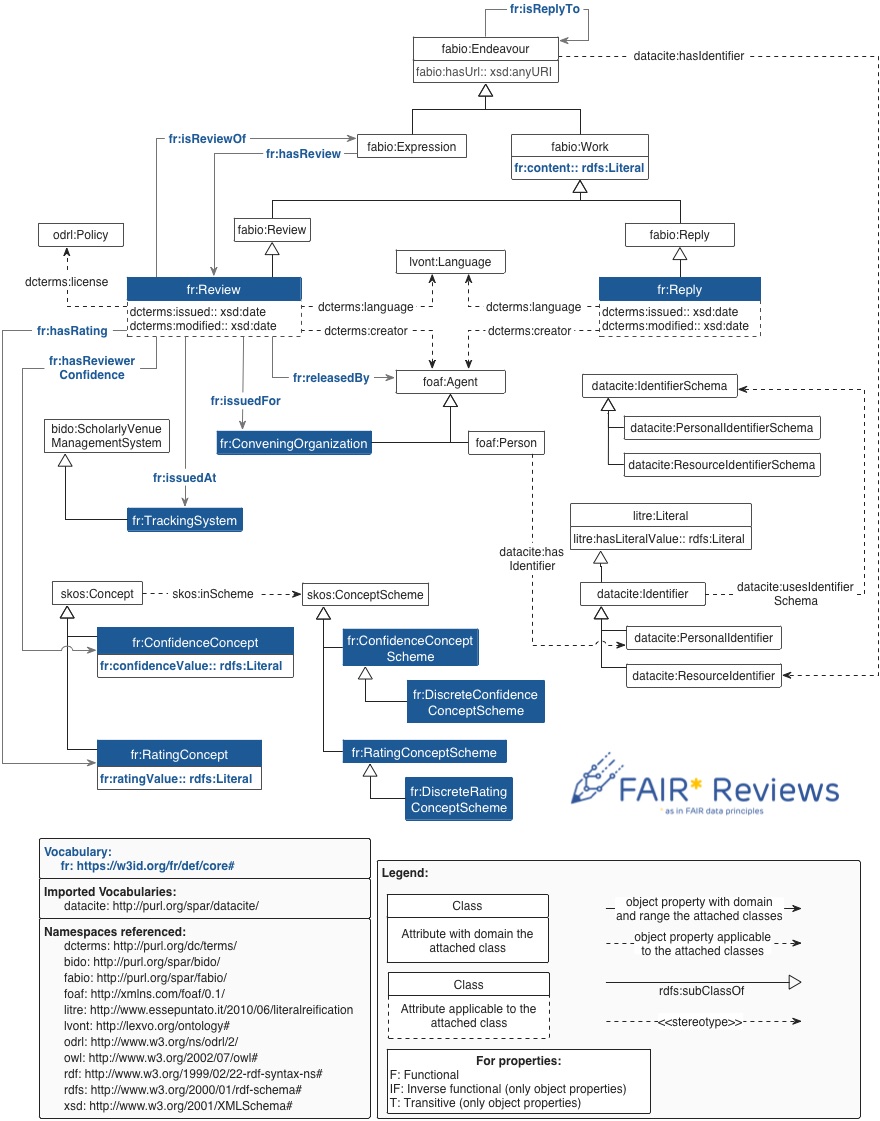 fr:isReplyTo
fabio:Endeavour
fabio:hasUrl:: xsd:anyURI
datacite:hasIdentifier
fr:isReviewOf
fr:hasReview
fabio:Expression
fabio:Work
fr:content:: rdfs:Literal
odrl:Policy
fabio:Review
fabio:Reply
lvont:Language
dcterms:license
fr:Review
dcterms:issued:: xsd:date
dcterms:modified:: xsd:date
dcterms:language
dcterms:creator
dcterms:language
dcterms:creator
fr:Reply
dcterms:issued:: xsd:date
dcterms:modified:: xsd:date
fr:hasRating
fr:hasReviewer
Confidence
fr:releasedBy
foaf:Agent
fr:issuedFor
datacite:IdentifierSchema
datacite:PersonalIdentifierSchema
datacite:ResourceIdentifierSchema
bido:ScholarlyVenue
ManagementSystem
fr:ConveningOrganization
foaf:Person
fr:issuedAt
fr:TrackingSystem
litre:Literal
litre:hasLiteralValue:: rdfs:Literal
datacite:has
Identifier
datacite:Identifier
datacite:usesIdentifier
Schema
skos:Concept
skos:inScheme
skos:ConceptScheme
fr:ConfidenceConcept
fr:confidenceValue:: rdfs:Literal
fr:ConfidenceConcept
Scheme
datacite:PersonalIdentifier
datacite:ResourceIdentifier
fr:DiscreteConfidence
ConceptScheme
fr:RatingConcept
fr:ratingValue:: rdfs:Literal
fr:RatingConceptScheme
fr:DiscreteRating
ConceptScheme
FAIR* Reviews
* as in FAIR data principles
Vocabulary:
fr: https://w3id.org/fr/def/core#
Imported Vocabularies:
datacite: http://purl.org/spar/datacite/
Namespaces referenced:
dcterms: http://purl.org/dc/terms/
bido: http://purl.org/spar/bido/
fabio: http://purl.org/spar/fabio/
foaf: http://xmlns.com/foaf/0.1/
litre: http://www.essepuntato.it/2010/06/literalreification
lvont: http://lexvo.org/ontology#
odrl: http://www.w3.org/ns/odrl/2/
owl: http://www.w3.org/2002/07/owl#
rdf: http://www.w3.org/1999/02/22-rdf-syntax-ns#
rdfs: http://www.w3.org/2000/01/rdf-schema#
xsd: http://www.w3.org/2001/XMLSchema#
Legend:
Class
Attribute with domain the
attached class
Class
Attribute applicable to the
attached class
object property with domain
and range the attached classes
object property applicable
to the attached classes
rdfs:subClassOf
<<stereotype>>
For properties:
F: Functional
IF: Inverse functional (only object properties)
T: Transitive (only object properties)